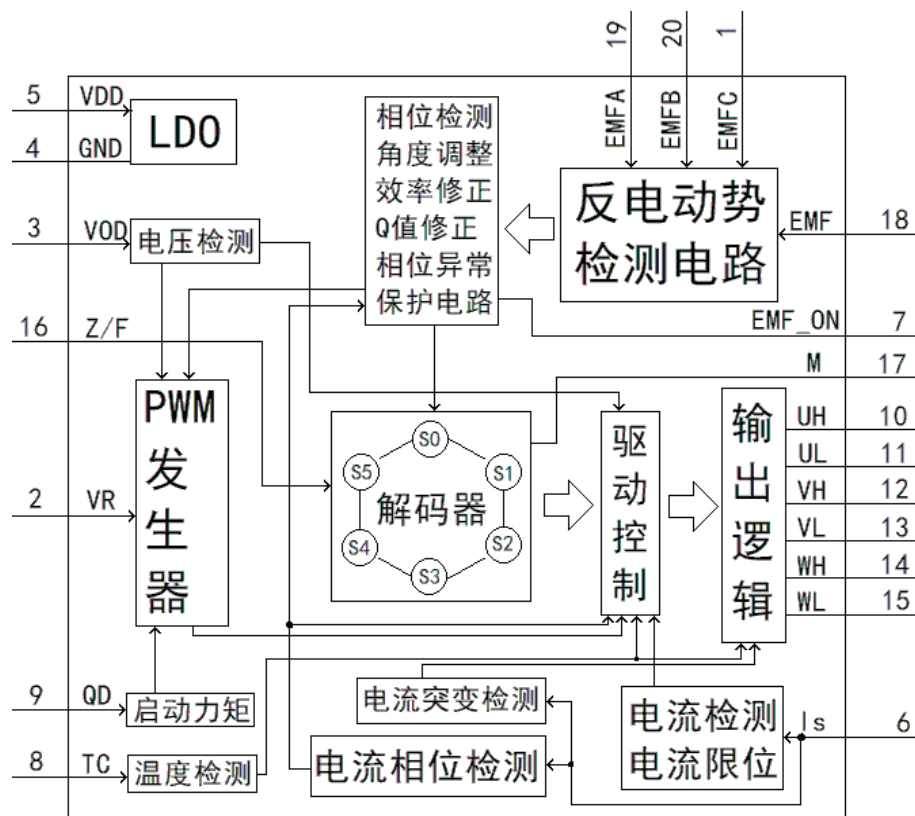 19 20 1
EMFA EMFB EMFC
5 VDD
LDO
4 GND
3 VOD
电压检测
16 Z/F
相位检测
角度调整
效率修正
Q值修正
相位异常
保护电路
反电动势
检测电路
EMF 18
EMF_ON 7
M 17
PWM
发
生
器
2 VR
S0
S1
S2
S3
S4
S5
解码器
驱
动
控
制
输
出
逻
辑
UH 10
UL 11
VH 12
VL 13
WH 14
WL 15
9 QD
启动力矩
8 TC
温度检测
电流突变检测
电流相位检测
电流检测
电流限位
Is 6